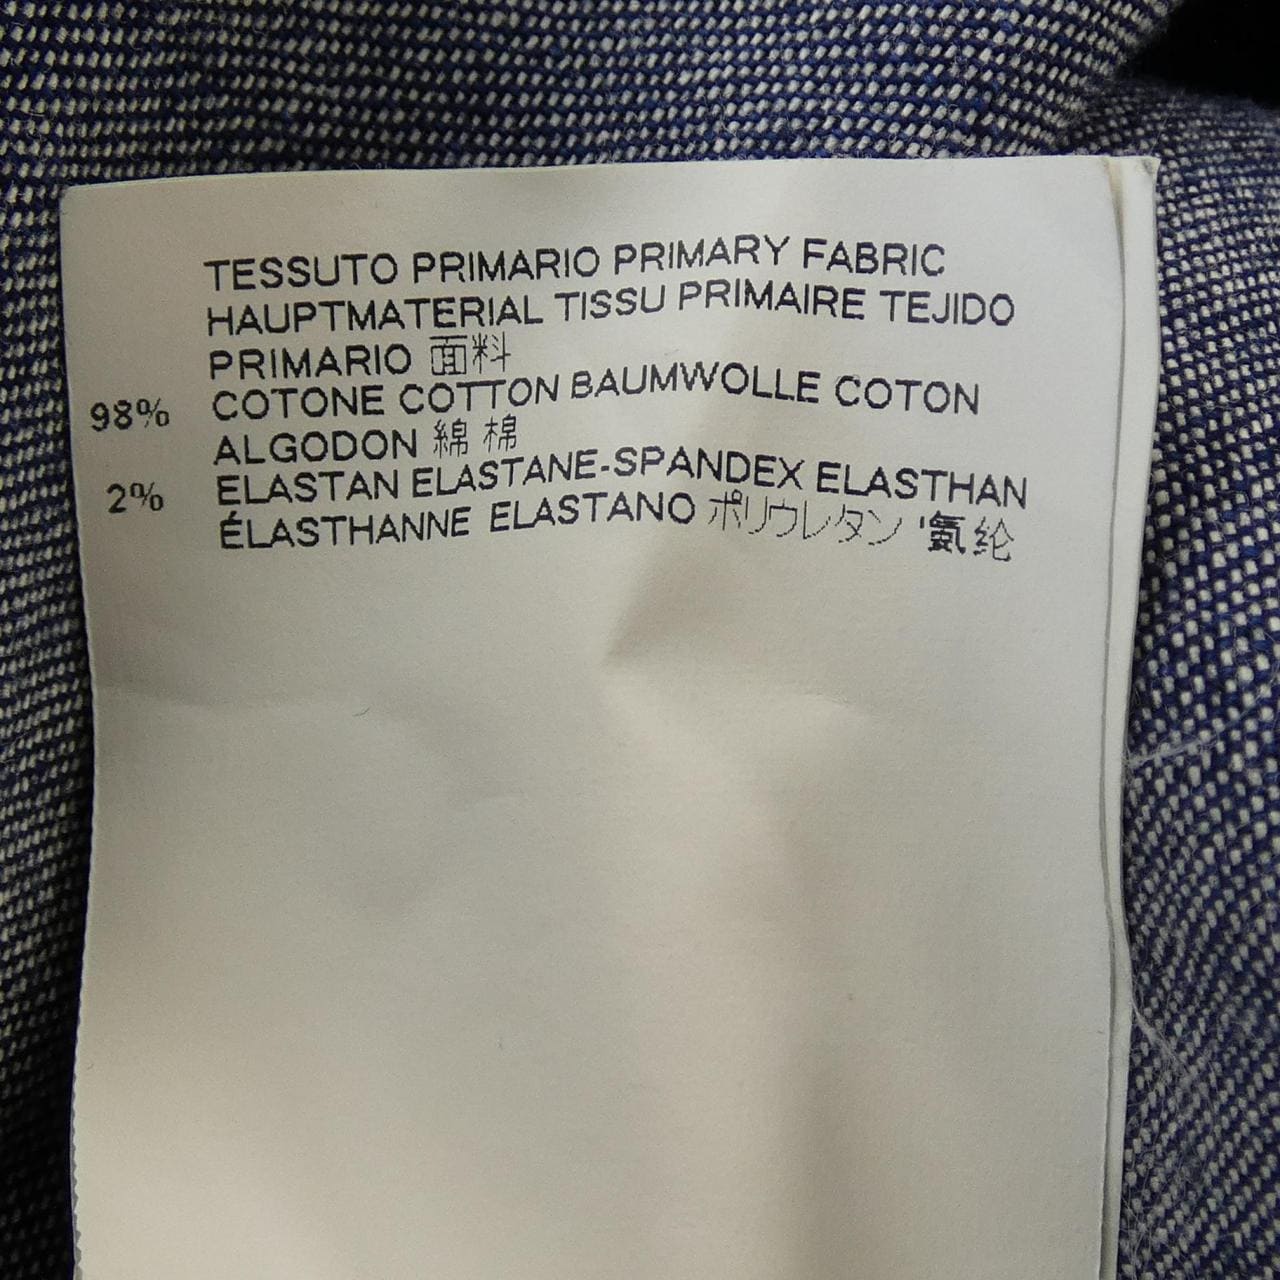 TESSUTO PRIMARIO PRIMARY FABRIC
HAUPTMATERIAL TISSU PRIMAIRE TEJIDO
PRIMARIO 面料
98% COTONE COTTON BAUMWOLLE COTON
ALGODON 綿 棉
2% ELASTAN ELASTANE-SPANDEX ELASTHAN
ÉLASTHANNE ELASTANO ポリウレタン '氨纶